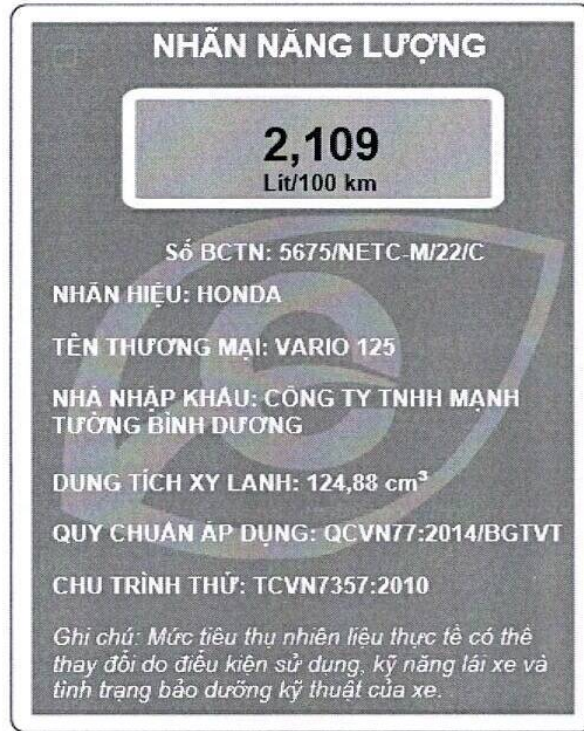 NHÃN NĂNG LƯỢNG
2,109
Lít/100 km
Số BCTN: 5675/NETC-M/22/C
NHÃN HIỆU: HONDA
TÊN THƯƠNG MẠI: VARIO 125
NHÀ NHẬP KHẨU: CÔNG TY TNHH MẠNH
TƯỜNG BÌNH DƯƠNG
DUNG TÍCH XY LANH: 124,88 cm³
QUY CHUẨN ÁP DỤNG: QCVN77:2014/BGTVT
CHU TRÌNH THỬ: TCVN7357:2010
Ghi chú: Mức tiêu thụ nhiên liệu thực tế có thể
thay đổi do điều kiện sử dụng, kỹ năng lái xe và
tình trạng bảo dưỡng kỹ thuật của xe.